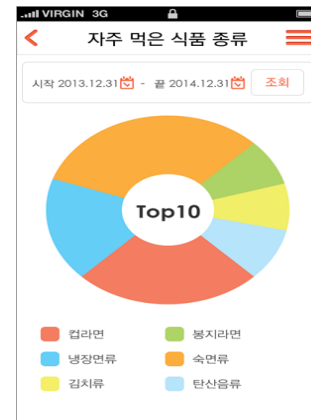 VIRGIN 3G
자주 먹은 식품 종류
시작 2013.12.31 - 끝 2014.12.31 조회
Top10
컵라면 봉지라면
냉장면류 숙면류
김치류 탄산음류